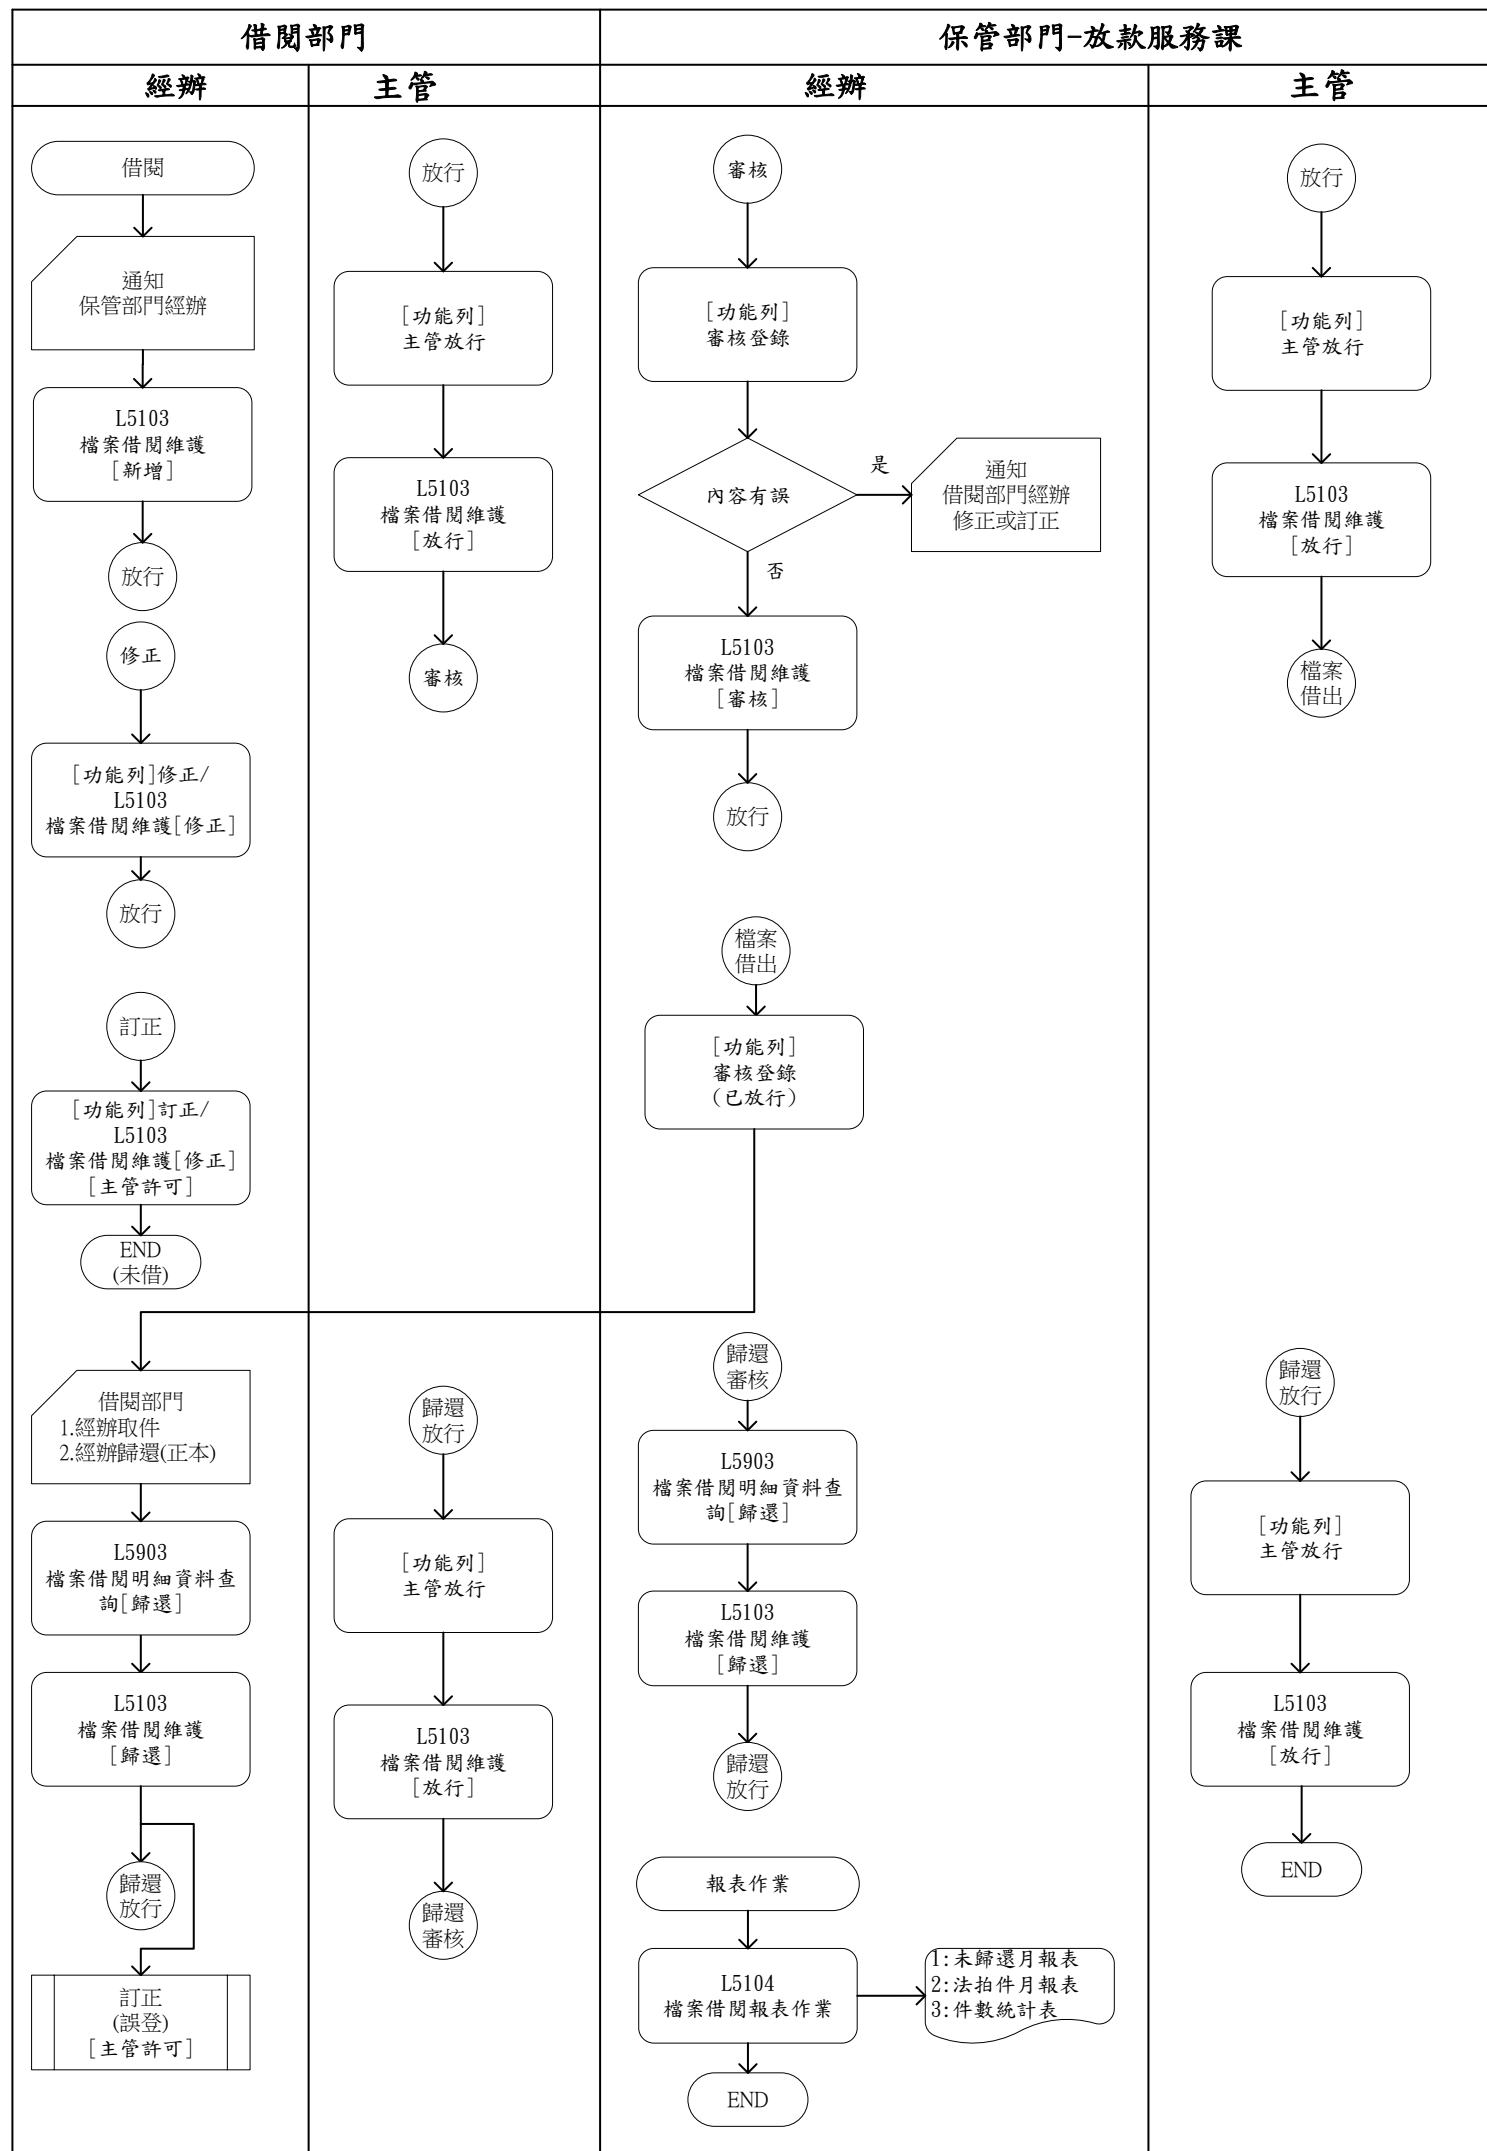 借閱部門
保管部門-放款服務課
經辦
主管
經辦
主管
借閱
通知
保管部門經辦
L5103
檔案借閱維護
[新增]
放行
修正
[功能列]修正/
L5103
檔案借閱維護[修正]
放行
訂正
[功能列]訂正/
L5103
檔案借閱維護[修正]
[主管許可]
END
(未借)
放行
[功能列]
主管放行
L5103
檔案借閱維護
[放行]
審核
審核
[功能列]
審核登錄
內容有誤
是
通知
借閱部門經辦
修正或訂正
否
L5103
檔案借閱維護
[審核]
放行
放行
[功能列]
主管放行
L5103
檔案借閱維護
[放行]
檔案
借出
檔案
借出
[功能列]
審核登錄
(已放行)
借閱部門
1.經辦取件
2.經辦歸還(正本)
L5903
檔案借閱明細資料查
詢[歸還]
L5103
檔案借閱維護
[歸還]
歸還
放行
訂正
(誤登)
[主管許可]
歸還
放行
[功能列]
主管放行
L5103
檔案借閱維護
[放行]
歸還
審核
歸還
審核
L5903
檔案借閱明細資料查
詢[歸還]
L5103
檔案借閱維護
[歸還]
歸還
放行
歸還
放行
[功能列]
主管放行
L5103
檔案借閱維護
[放行]
END
報表作業
L5104
檔案借閱報表作業
1:未歸還月報表
2:法拍件月報表
3:件數統計表
END